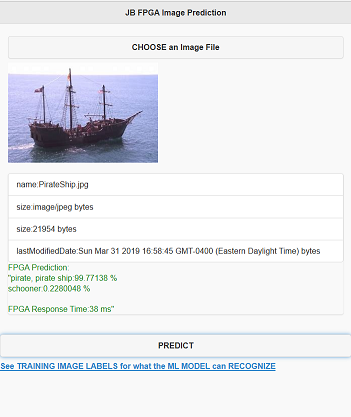 JB FPGA Image Prediction
CHOOSE an Image File
name:PirateShip.jpg
size:image/jpeg bytes
size:21954 bytes
lastModifiedDate:Sun Mar 31 2019 16:58:45 GMT-0400 (Eastern Daylight Time) bytes
FPGA Prediction:
"pirate, pirate ship:99.77138 %
schooner:0.2280048 %
FPGA Response Time:38 ms"
PREDICT
See TRAINING IMAGE LABELS for what the ML MODEL can RECOGNIZE